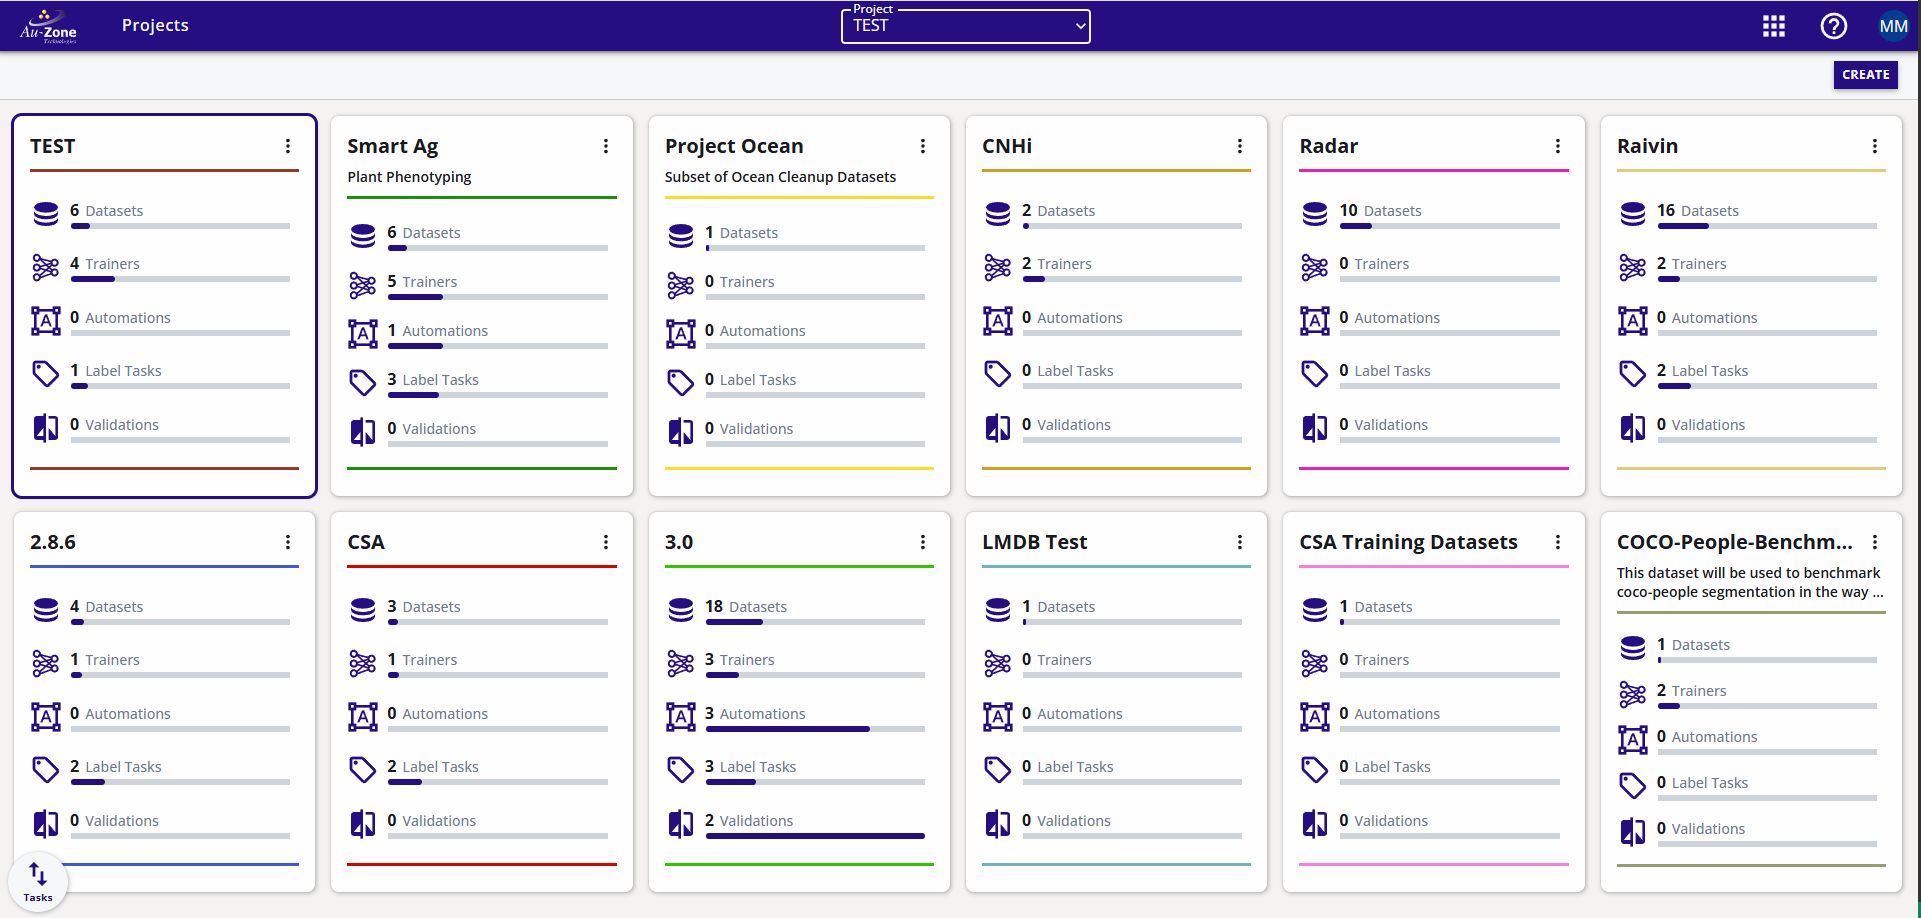 Au-Zone
Technologies
Projects
Project
TEST
MM
CREATE
TEST
6 Datasets
4 Trainers
A
0 Automations
1 Label Tasks
0 Validations
Smart Ag
Plant Phenotyping
6 Datasets
5 Trainers
A
1 Automations
3 Label Tasks
0 Validations
Project Ocean
Subset of Ocean Cleanup Datasets
1 Datasets
0 Trainers
A
0 Automations
0 Label Tasks
0 Validations
CNHi
2 Datasets
2 Trainers
A
0 Automations
0 Label Tasks
0 Validations
Radar
10 Datasets
0 Trainers
A
0 Automations
0 Label Tasks
0 Validations
Raivin
16 Datasets
2 Trainers
A
0 Automations
2 Label Tasks
0 Validations
2.8.6
4 Datasets
1 Trainers
A
0 Automations
2 Label Tasks
0 Validations
CSA
3 Datasets
1 Trainers
A
0 Automations
2 Label Tasks
0 Validations
3.0
18 Datasets
3 Trainers
A
3 Automations
3 Label Tasks
2 Validations
LMDB Test
1 Datasets
0 Trainers
A
0 Automations
0 Label Tasks
0 Validations
CSA Training Datasets
1 Datasets
0 Trainers
A
0 Automations
0 Label Tasks
0 Validations
COCO-People-Benchm...
This dataset will be used to benchmark
coco-people segmentation in the way ...
1 Datasets
2 Trainers
A
0 Automations
0 Label Tasks
0 Validations
Tasks